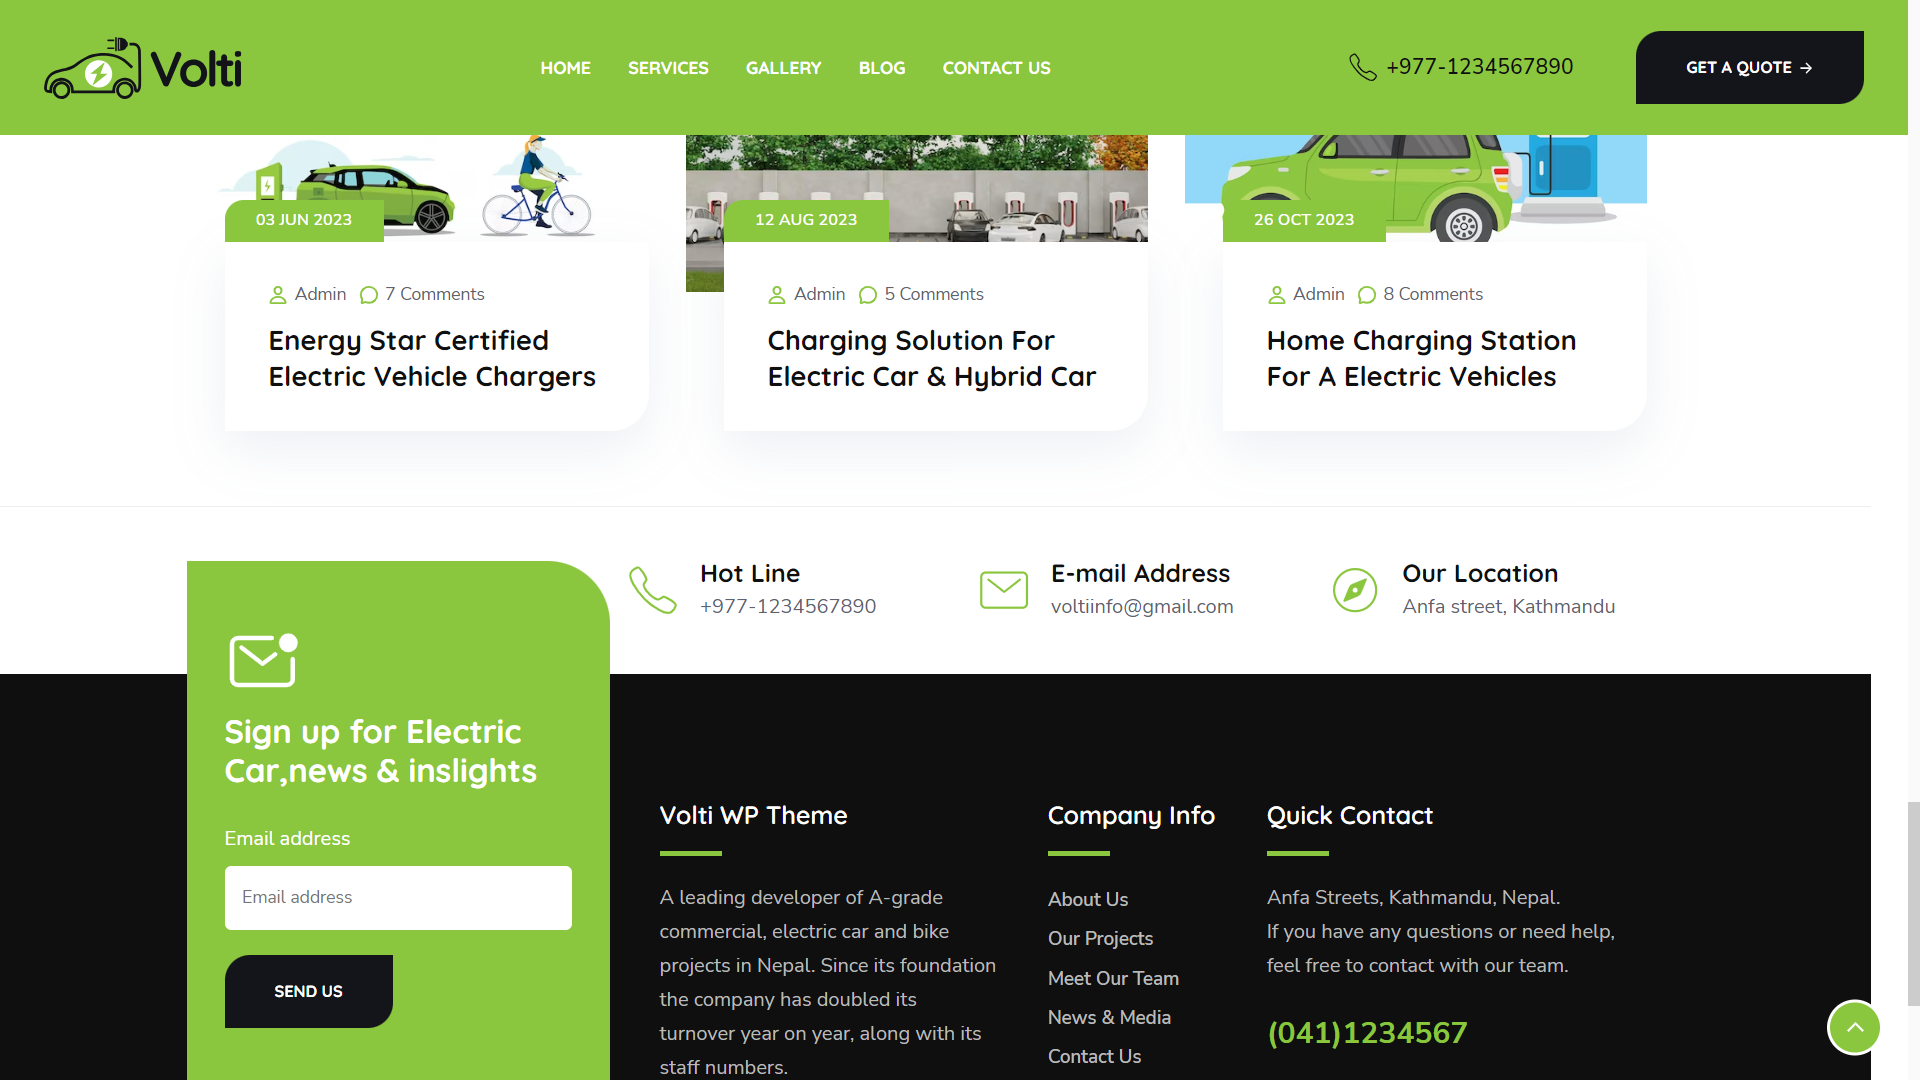 Volti
HOME SERVICES GALLERY BLOG CONTACT US
+977-1234567890
GET A QUOTE →
03 JUN 2023
Admin 7 Comments
Energy Star Certified
Electric Vehicle Chargers
12 AUG 2023
Admin 5 Comments
Charging Solution For
Electric Car & Hybrid Car
26 OCT 2023
Admin 8 Comments
Home Charging Station
For A Electric Vehicles
Hot Line
+977-1234567890
E-mail Address
voltiinfo@gmail.com
Our Location
Anfa street, Kathmandu
Sign up for Electric
Car,news & inslights
Email address
Email address
SEND US
Volti WP Theme
A leading developer of A-grade
commercial, electric car and bike
projects in Nepal. Since its foundation
the company has doubled its
turnover year on year, along with its
staff numbers.
Company Info
About Us
Our Projects
Meet Our Team
News & Media
Contact Us
Quick Contact
Anfa Streets, Kathmandu, Nepal.
If you have any questions or need help,
feel free to contact with our team.
(041)1234567